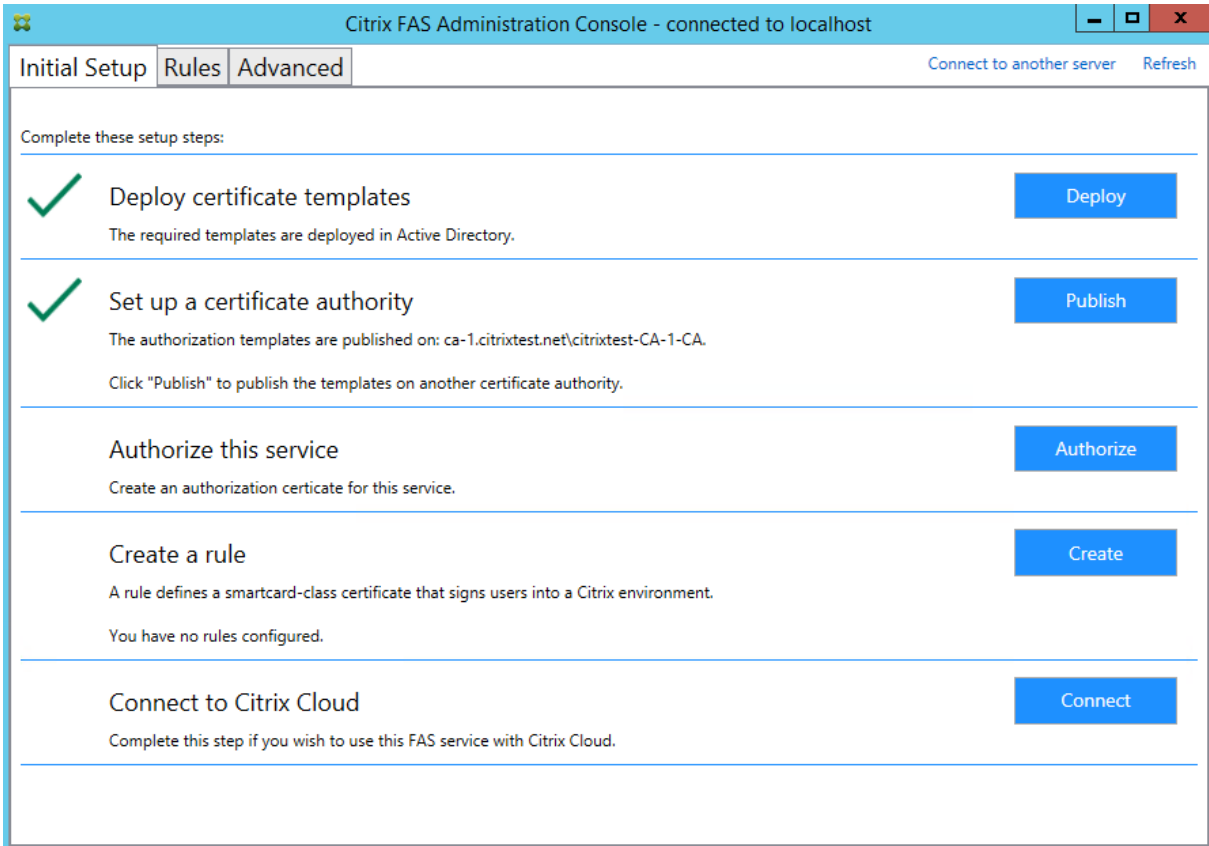 Citrix FAS Administration Console - connected to localhost
Initial Setup Rules Advanced Connect to another server Refresh
Complete these setup steps:
Deploy certificate templates
Deploy
The required templates are deployed in Active Directory.
Set up a certificate authority
Publish
The authorization templates are published on: ca-1.citrixtest.net\citrixtest-CA-1-CA.
Click "Publish" to publish the templates on another certificate authority.
Authorize this service
Authorize
Create an authorization certicate for this service.
Create a rule
Create
A rule defines a smartcard-class certificate that signs users into a Citrix environment.
You have no rules configured.
Connect to Citrix Cloud
Connect
Complete this step if you wish to use this FAS service with Citrix Cloud.